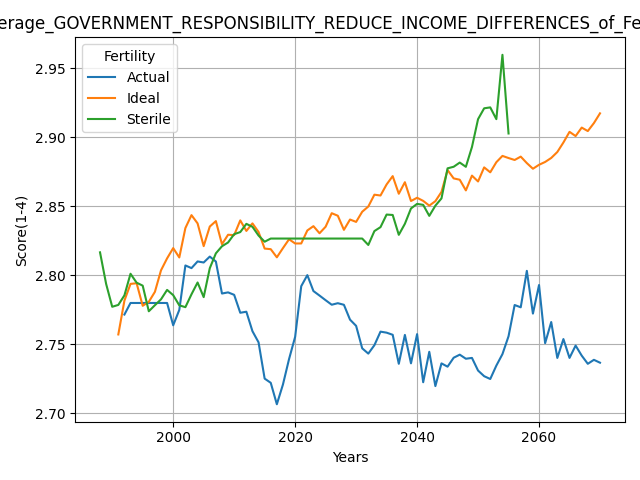 erage_GOVERNMENT_RESPONSIBILITY_REDUCE_INCOME_DIFFERENCES_of_Fe
Fertility
Actual
Ideal
Sterile
Score(1-4)
2.95
2.90
2.85
2.80
2.75
2.70
2000 2020 2040 2060
Years